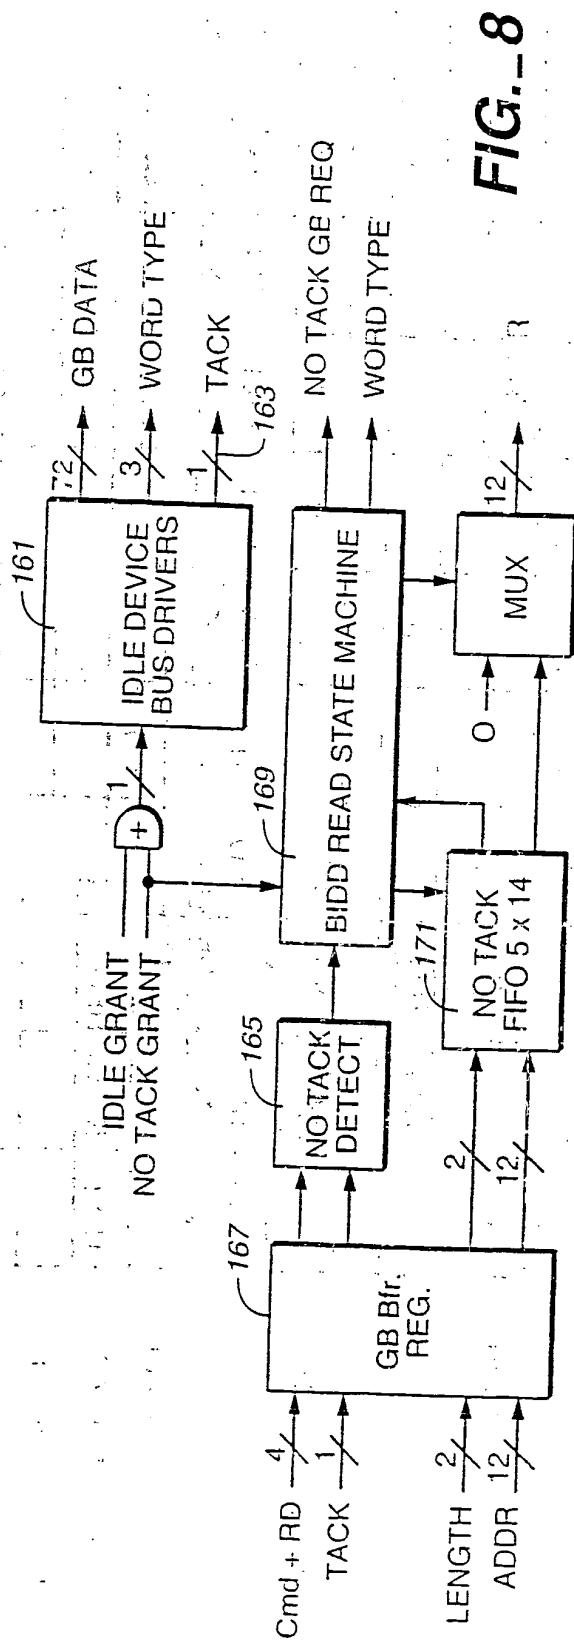 FIG._8
IDLE GRANT
NO TACK GRANT
+
1
161
IDLE DEVICE
BUS DRIVERS
72
GB DATA
3
WORD TYPE
1
TACK
163
Cmd + RD
4
TACK
1
LENGTH
2
ADDR
12
167
GB Bfr.
REG.
165
NO TACK
DETECT
169
BIDD READ STATE MACHINE
NO TACK GB REQ
WORD TYPE
2
12
171
NO TACK
FIFO 5 x 14
0
MUX
12